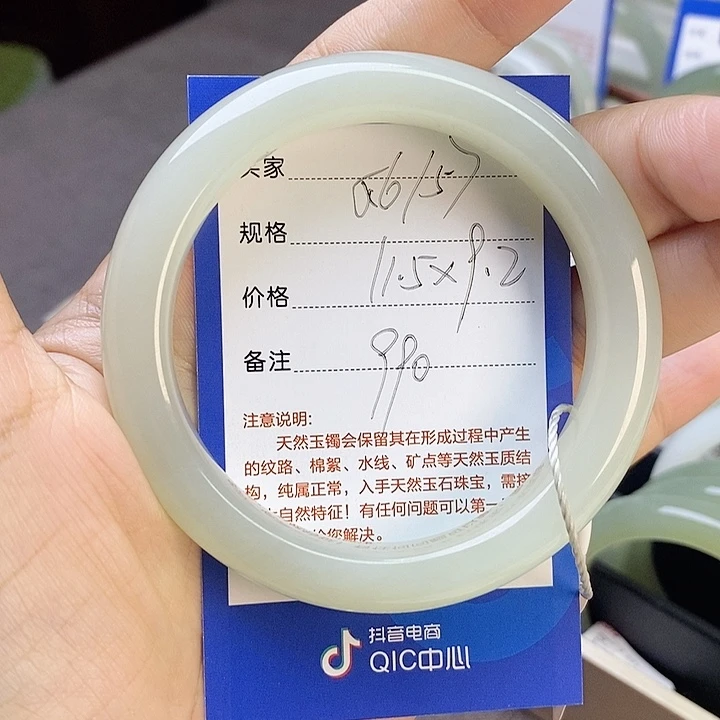 买家
规格 11.5×9.2
价格
备注 990
注意说明:
天然玉镯会保留其在形成过程中产生
的纹路、棉絮、水线、矿点等天然玉质结
构，纯属正常，入手天然玉石珠宝，需接
自然特征！有任何问题可以第一
给您解决。
抖音电商
QIC中心